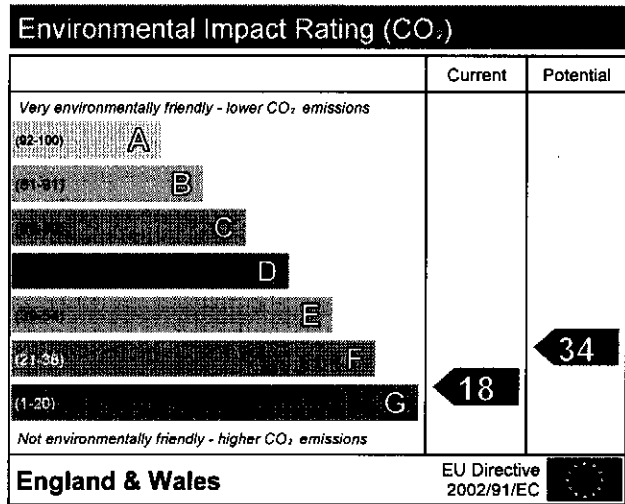 Environmental Impact Rating (CO₂)
Current Potential
Very environmentally friendly - lower CO₂ emissions
(92-100) A
B
C
D
E
(21-38) F
34
(1-20) G
18
Not environmentally friendly - higher CO₂ emissions
England & Wales
EU Directive
2002/91/EC